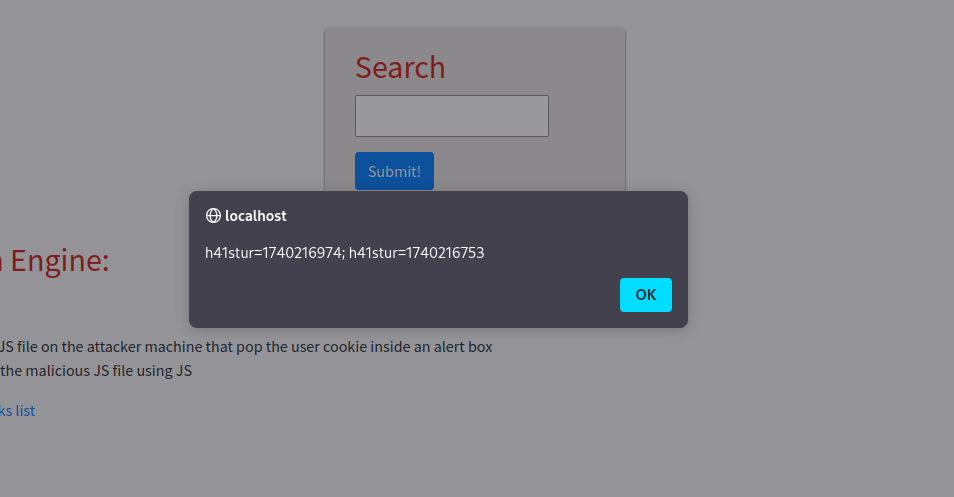 Search
Submit!
localhost
h41stur=1740216974; h41stur=1740216753
OK
Engine:
JS file on the attacker machine that pop the user cookie inside an alert box
the malicious JS file using JS
list